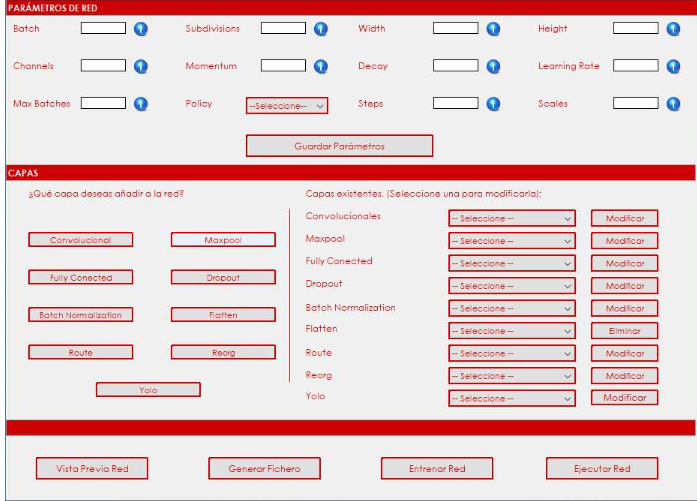 PARÁMETROS DE RED
Batch Subdivisions Width Height
Channels Momentum Decay Learning Rate
Max Batches Policy --Seleccione-- Steps Scales
Guardar Parámetros
CAPAS
¿Qué capa deseas añadir a la red?
Convolucional Maxpool
Fully Conected Dropout
Batch Normalization Flatten
Route Reorg
Yolo
Capas existentes. (Seleccione una para modificarla):
Convolucionales -- Seleccione -- Modificar
Maxpool -- Seleccione -- Modificar
Fully Conected -- Seleccione -- Modificar
Dropout -- Seleccione -- Modificar
Batch Normalization -- Seleccione -- Modificar
Flatten -- Seleccione -- Eliminar
Route -- Seleccione -- Modificar
Reorg -- Seleccione -- Modificar
Yolo -- Seleccione -- Modificar
Vista Previa Red Generar Fichero Entrenar Red Ejecutar Red